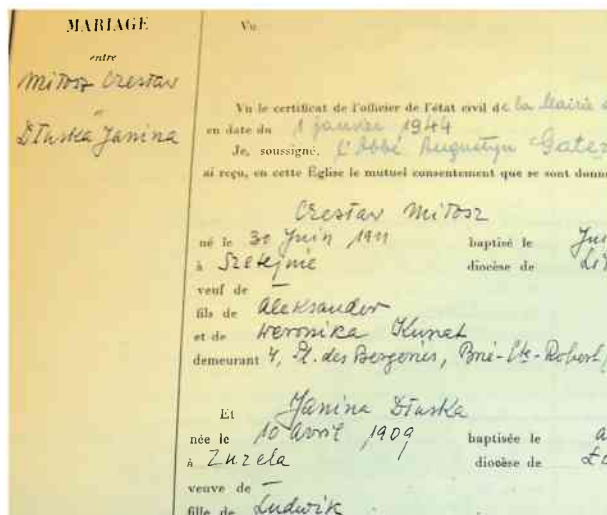 MARIAGE
entre
Miłosz Czesław
et
Dłuska Janina
Vu
Vu le certificat de l'officier de l'état civil de la Mairie
en date du 1 janvier 1944
Je, soussigné, l'Abbé Augustyn
ai reçu, en cette Église le mutuel consentement que se sont
Czesław Miłosz
né le 30 Juin 1911 baptisé le
à Szetejnie diocèse de
veuf de —
fils de Aleksander
et de Weronika Kunat
demeurant 4, Pl. des Bergeries, Brié-Cte-Robert
Et Janina Dłuska
née le 10 avril 1909 baptisée le
à Zuzela diocèse de
veuve de —
fille de Ludwik